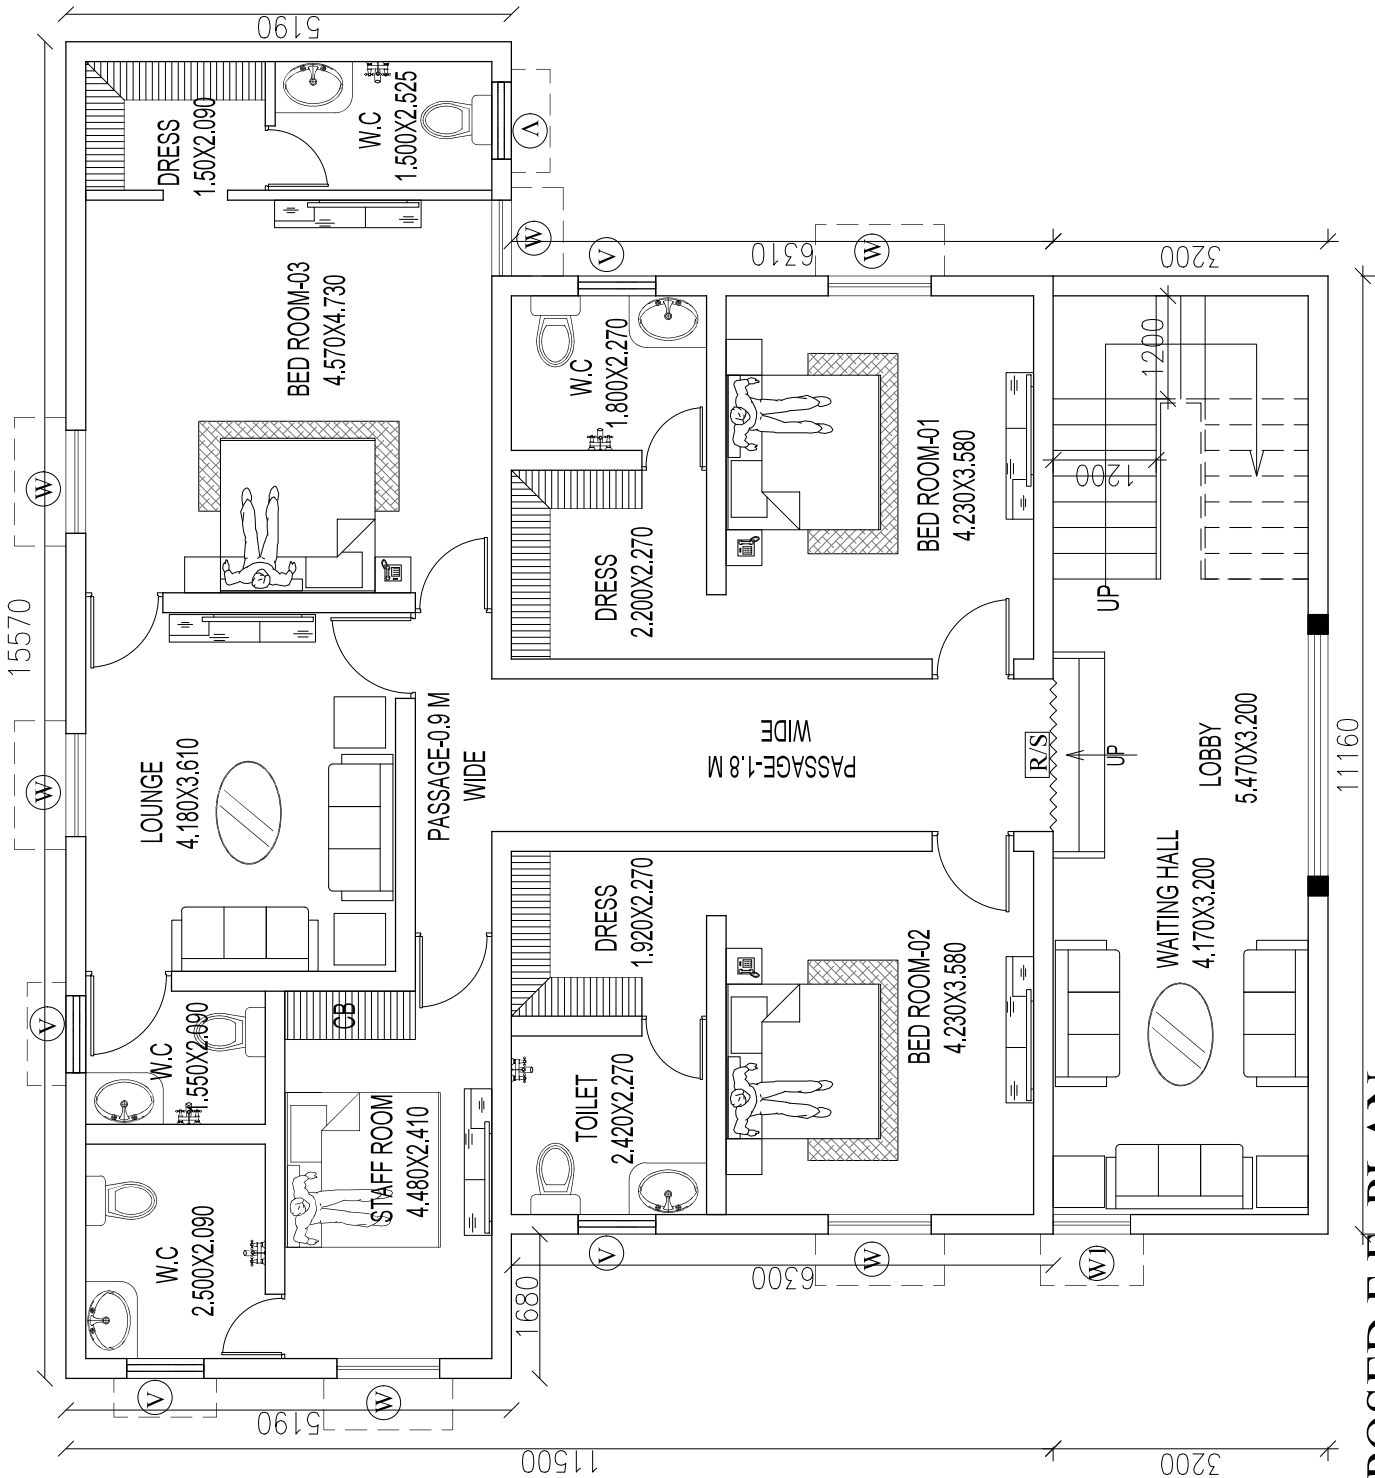 5190
15570
DRESS
1.50X2.090
W.C
1.500X2.525
V
W
BED ROOM-03
4.570X4.730
W
V
6310
W
3200
W.C
1.800X2.270
1200
1200
BED ROOM-01
4.230X3.580
DRESS
2.200X2.270
UP
W
LOUNGE
4.180X3.610
PASSAGE-0.9 M
WIDE
PASSAGE-1.8 M
WIDE
R/S
UP
LOBBY
5.470X3.200
11160
WAITING HALL
4.170X3.200
DRESS
1.920X2.270
BED ROOM-02
4.230X3.580
V
W.C
1.550X2.090
CB
TOILET
2.420X2.270
STAFF ROOM
4.480X2.410
W.C
2.500X2.090
V
W
W1
6300
1680
V
W
5190
11500
3200
POSED F.F PLAN